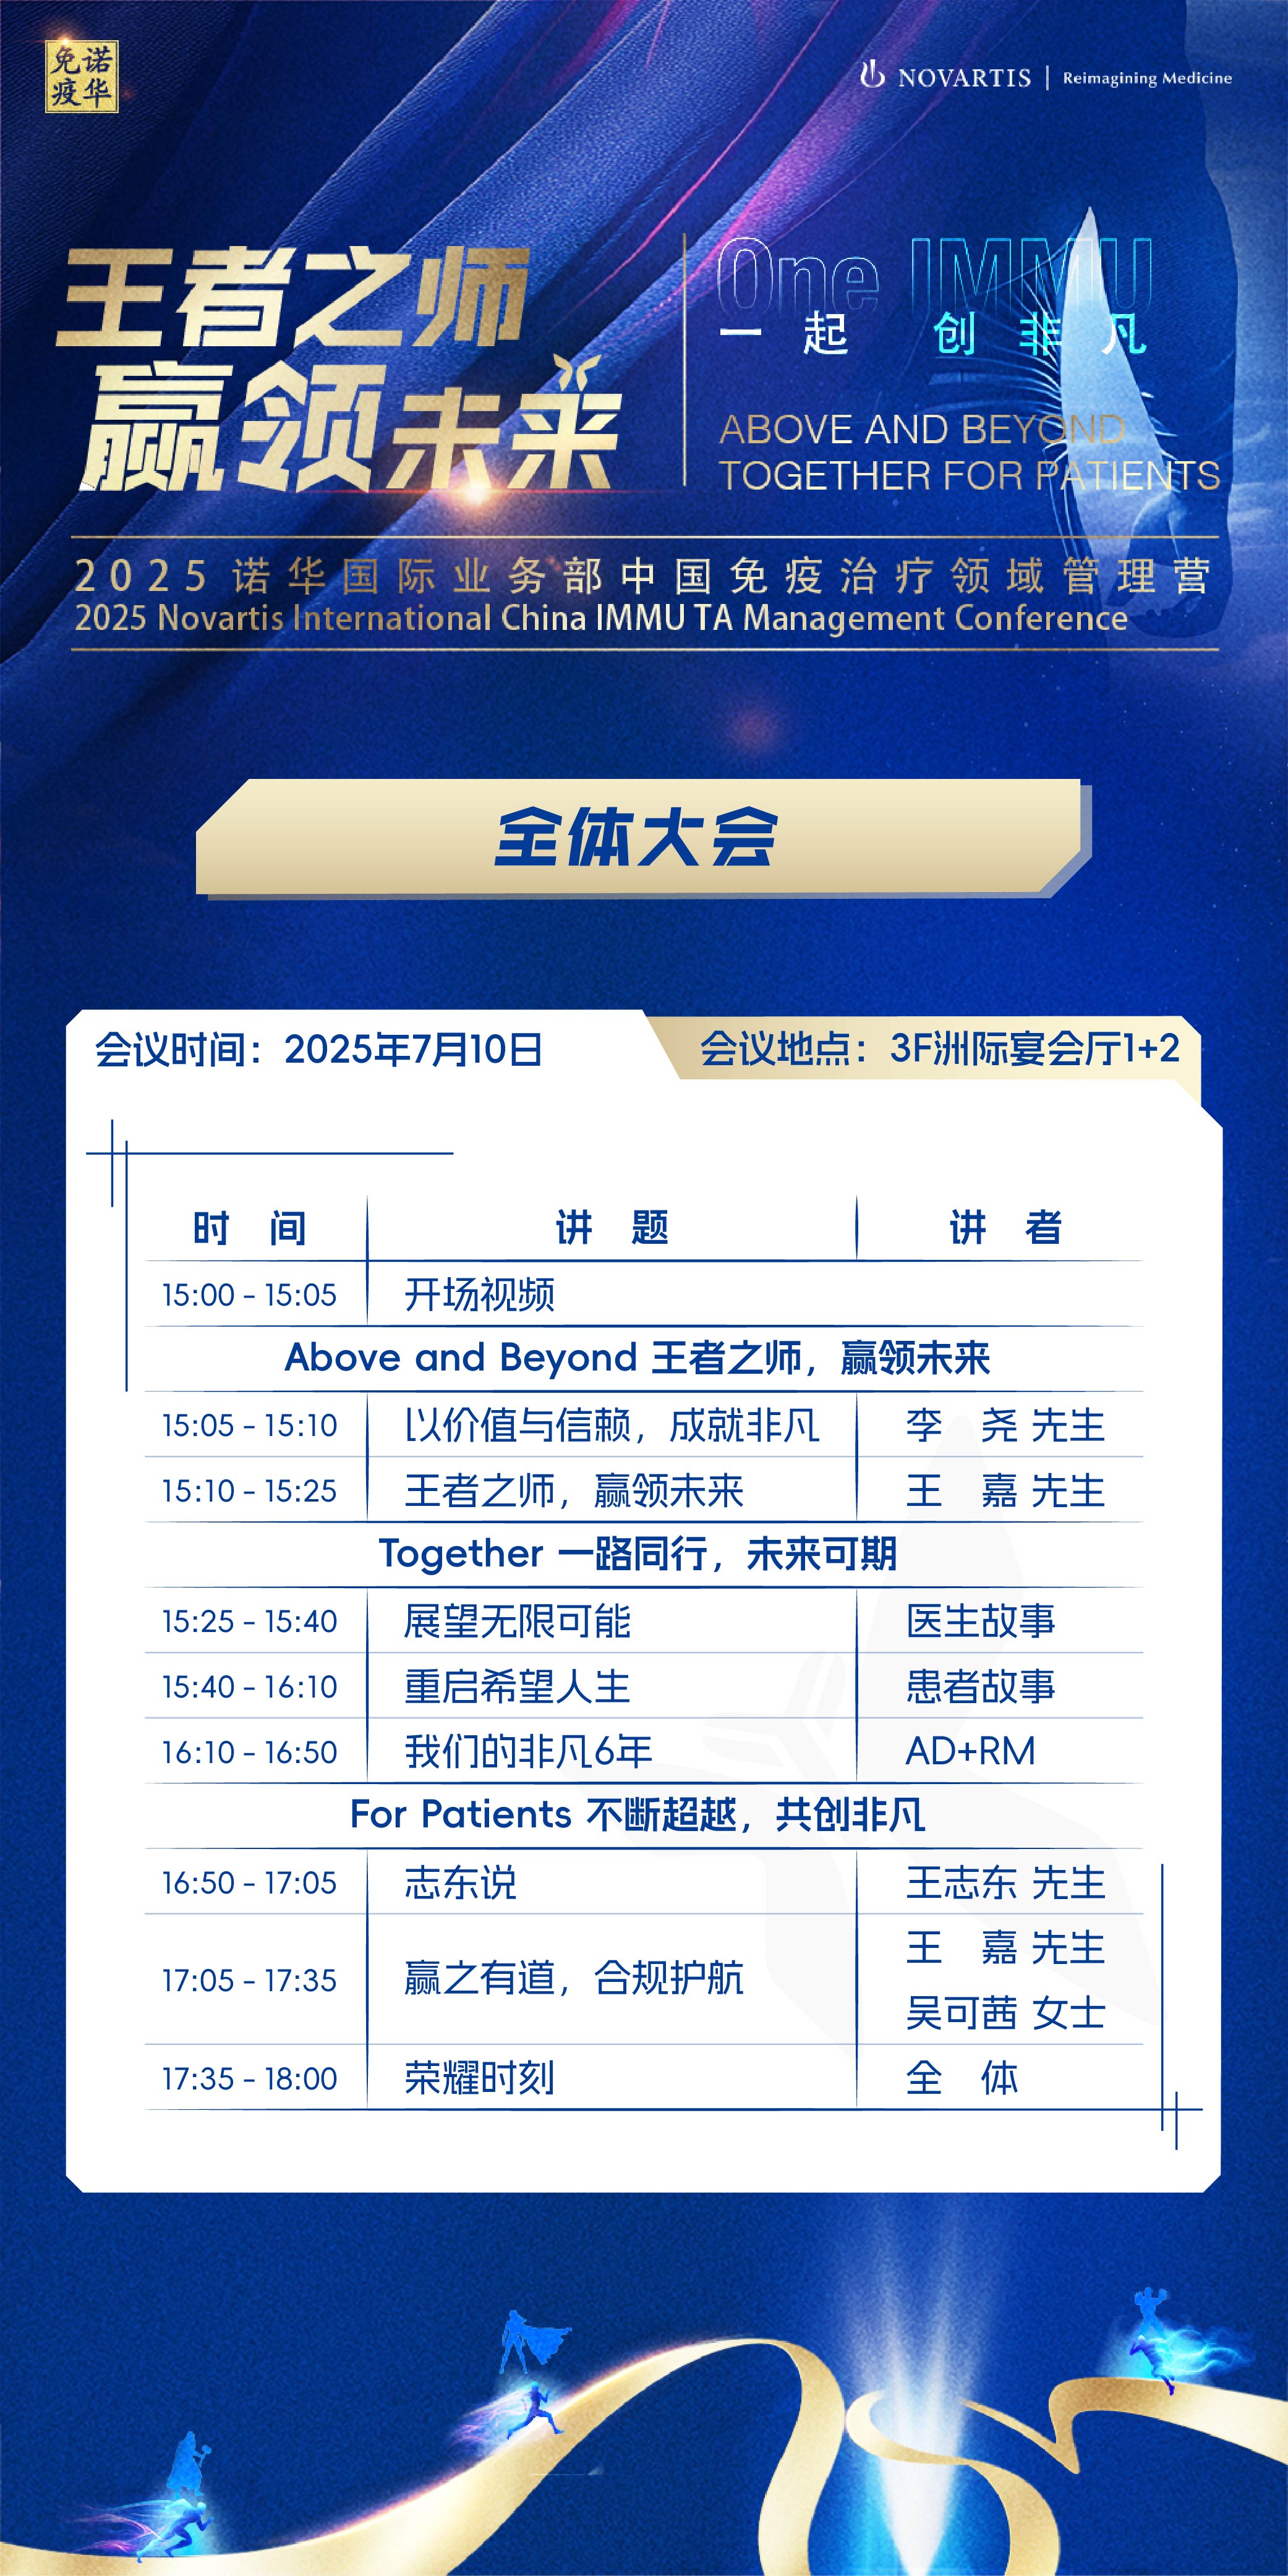 免诺
疫华
NOVARTIS | Reimagining Medicine
王者之师
赢领未来
One IMMU
一起 创非凡
ABOVE AND BEYOND
TOGETHER FOR PATIENTS
2025诺华国际业务部中国免疫治疗领域管理营
2025 Novartis International China IMMU TA Management Conference
全体大会
会议时间：2025年7月10日
会议地点：3F洲际宴会厅1+2
时 间 讲 题 讲 者
15:00 - 15:05 开场视频
Above and Beyond 王者之师，赢领未来
15:05 - 15:10 以价值与信赖，成就非凡 李 尧 先生
15:10 - 15:25 王者之师，赢领未来 王 嘉 先生
Together 一路同行，未来可期
15:25 - 15:40 展望无限可能 医生故事
15:40 - 16:10 重启希望人生 患者故事
16:10 - 16:50 我们的非凡6年 AD+RM
For Patients 不断超越，共创非凡
16:50 - 17:05 志东说 王志东 先生
17:05 - 17:35 赢之有道，合规护航 王 嘉 先生
吴可茜 女士
17:35 - 18:00 荣耀时刻 全 体